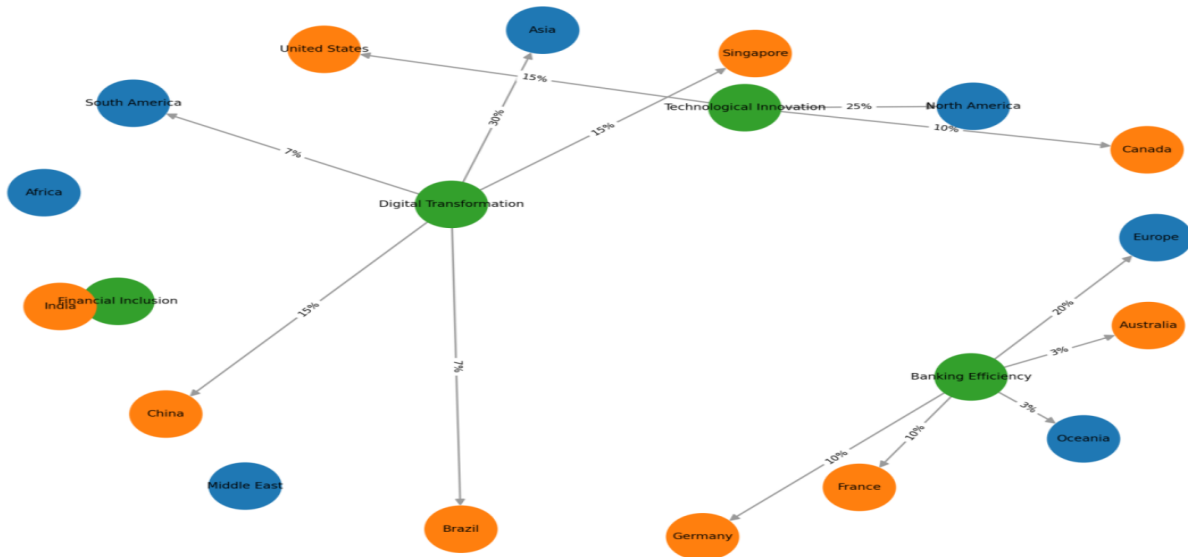 Asia
United States
Singapore
15%
South America
Technological Innovation
25%
North America
30%
15%
10%
7%
Canada
Africa
Digital Transformation
Europe
India
Financial Inclusion
15%
20%
Australia
3%
7%
Banking Efficiency
3%
China
10%
Oceania
10%
Middle East
France
Brazil
Germany